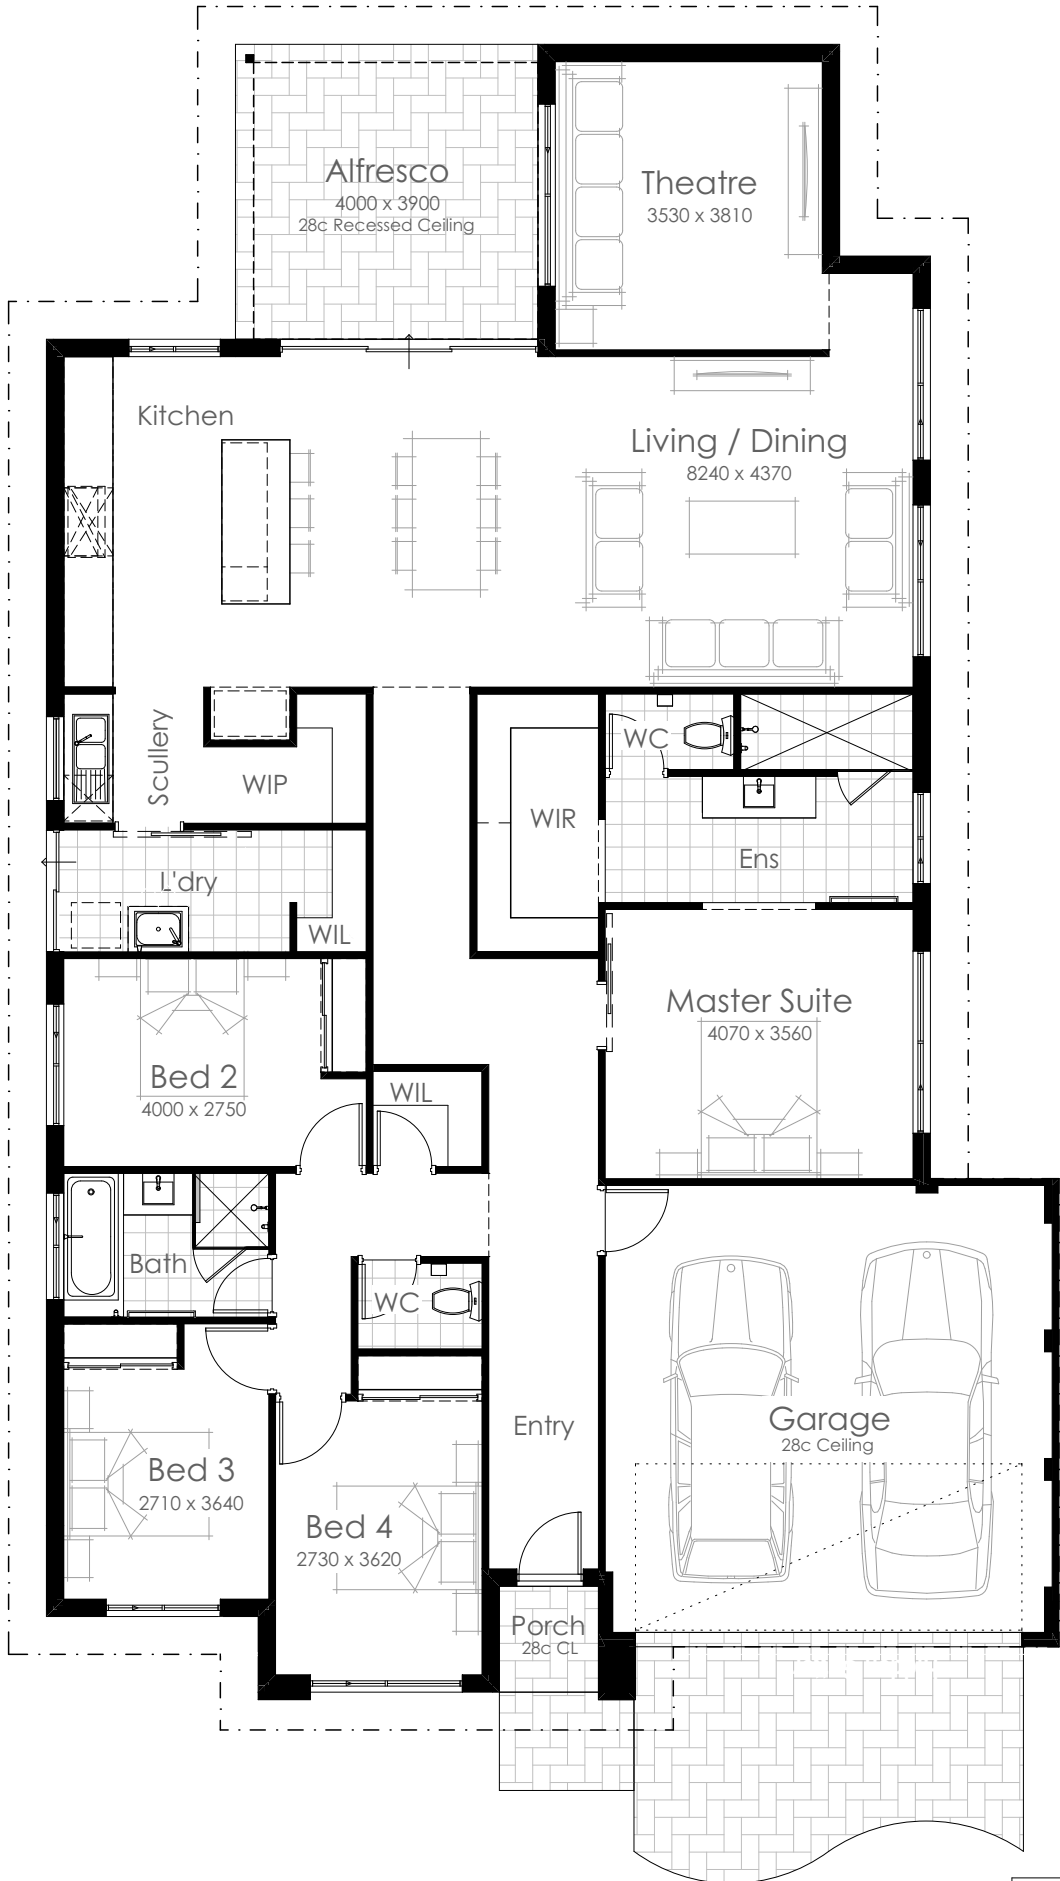 Alfresco
4000 x 3900
28c Recessed Ceiling
Theatre
3530 x 3810
Kitchen
Living / Dining
8240 x 4370
Scullery
WIP
WC
WIR
Ens
L'dry
WIL
Master Suite
4070 x 3560
Bed 2
4000 x 2750
WIL
Bath
WC
Entry
Garage
28c Ceiling
Bed 3
2710 x 3640
Bed 4
2730 x 3620
Porch
28c CL